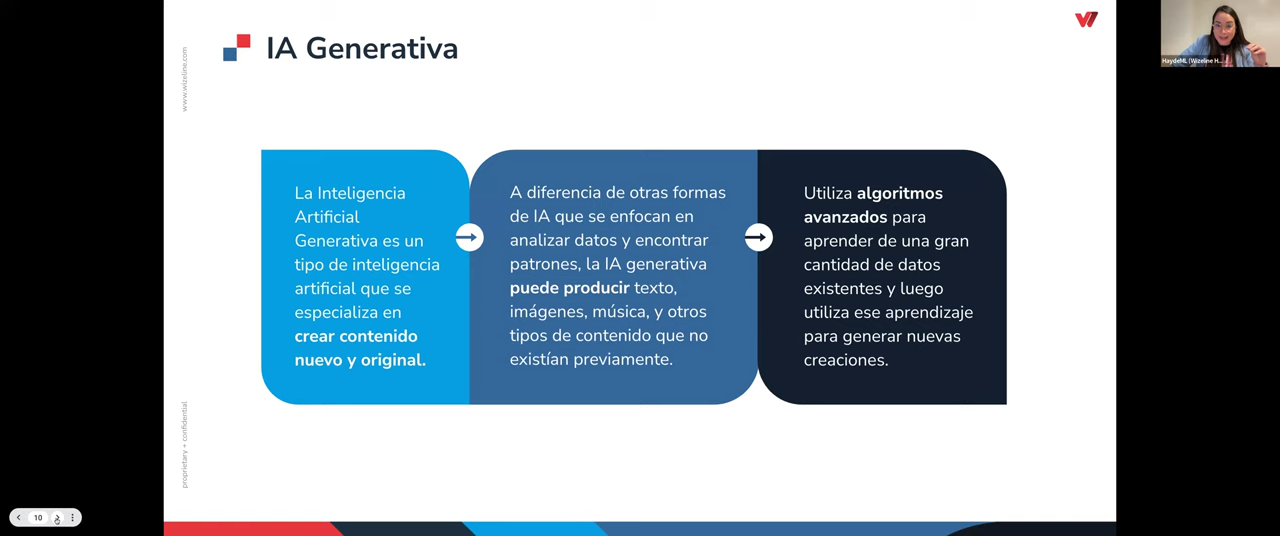 IA Generativa
www.wizeline.com
La Inteligencia
Artificial
Generativa es un
tipo de inteligencia
artificial que se
especializa en
crear contenido
nuevo y original.
A diferencia de otras formas
de IA que se enfocan en
analizar datos y encontrar
patrones, la IA generativa
puede producir texto,
imágenes, música, y otros
tipos de contenido que no
existían previamente.
Utiliza algoritmos
avanzados para
aprender de una gran
cantidad de datos
existentes y luego
utiliza ese aprendizaje
para generar nuevas
creaciones.
proprietary + confidential
HaydeML (Wizeline H...
10